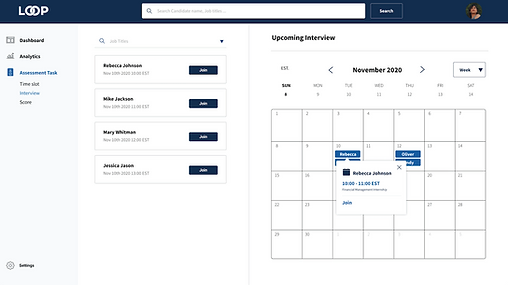 LOOP
Search Candidate name, Job titles...
Search
Dashboard
Analytics
Assessment Task
Time slot
Interview
Score
Settings
Job Titles
Rebecca Johnson
Nov 10th 2020 10:00 EST
Join
Mike Jackson
Nov 10th 2020 11:00 EST
Join
Mary Whitman
Nov 10th 2020 12:00 EST
Join
Jessica Jason
Nov 10th 2020 13:00 EST
Join
Upcoming Interview
EST.
November 2020
Week
SUN MON TUE WED THU FRI SAT
8 9 10 11 12 13 14
1 2 3 4 5 6 7
8 9 10 11 12 13 14
Rebecca Oliver
Rebecca Johnson
10:00 - 11:00 EST
Financial Management Internship
Join
15 16 19 20 21
22 23 26 27 28
29 30